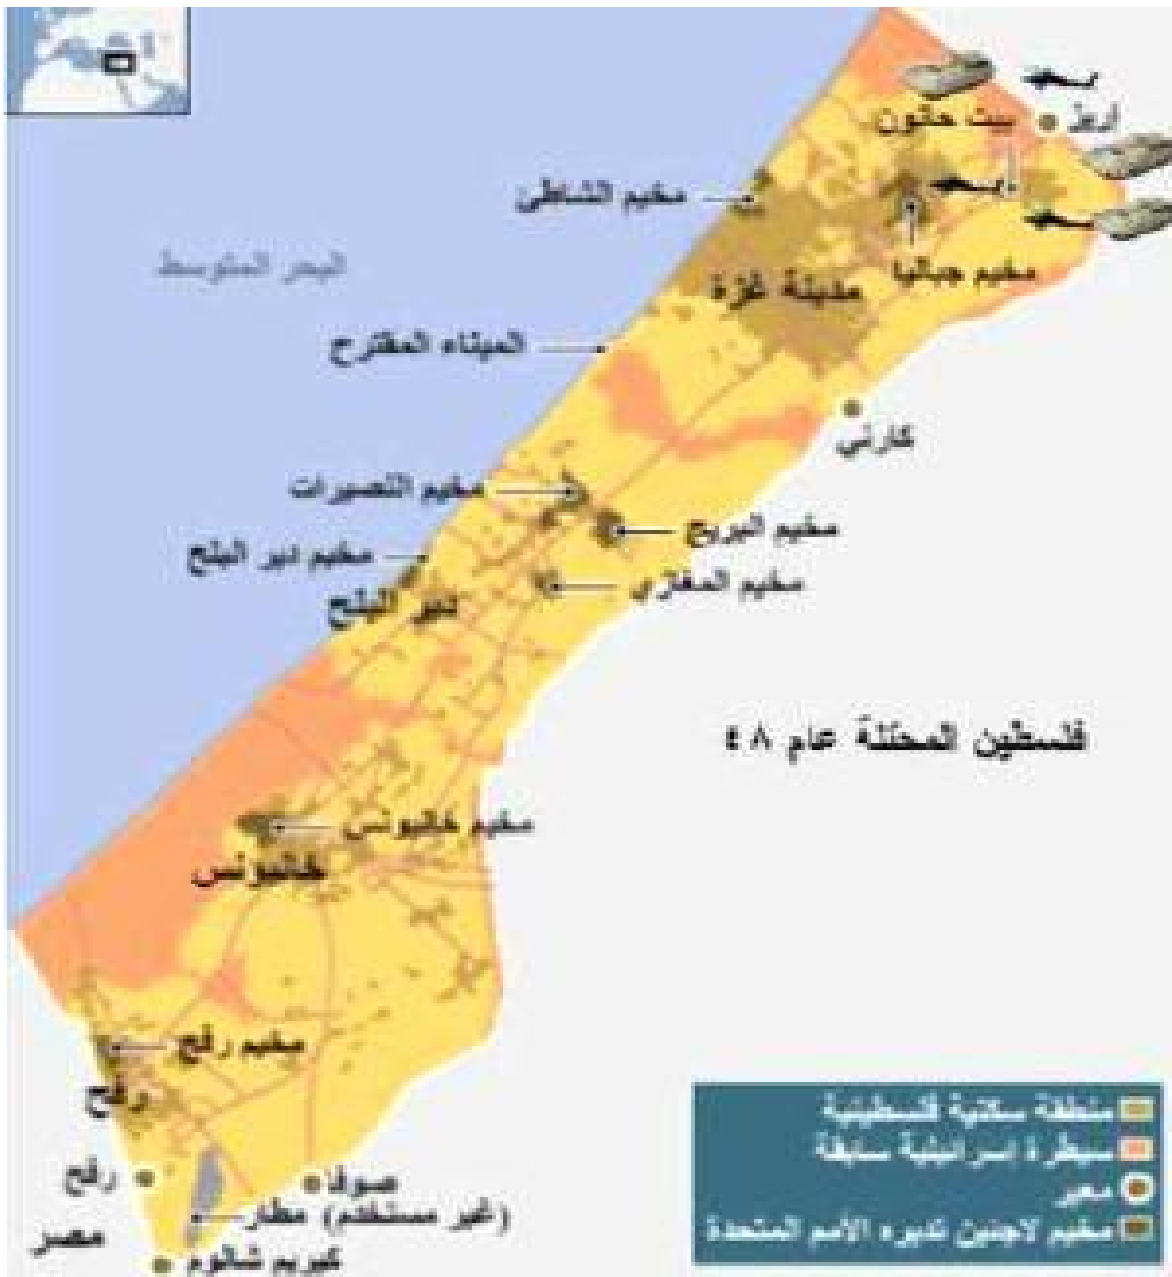 أرز
بيت حانون
مخيم الشاطئ
البحر المتوسط
مخيم جباليا
مدينة غزة
الميناء المقترح
كارني
مخيم النصيرات
مخيم البريج
مخيم دير البلح
مخيم المغازي
دير البلح
فلسطين المحتلة عام ٤٨
مخيم خانيونس
خانيونس
مخيم رفح
رفح
رفح
صوفا
مطار (غير مستخدم)
مصر
كيريم شالوم
منطقة سكنية فلسطينية
سيطرة إسرائيلية سابقة
معبر
مخيم لاجئين تديره الأمم المتحدة